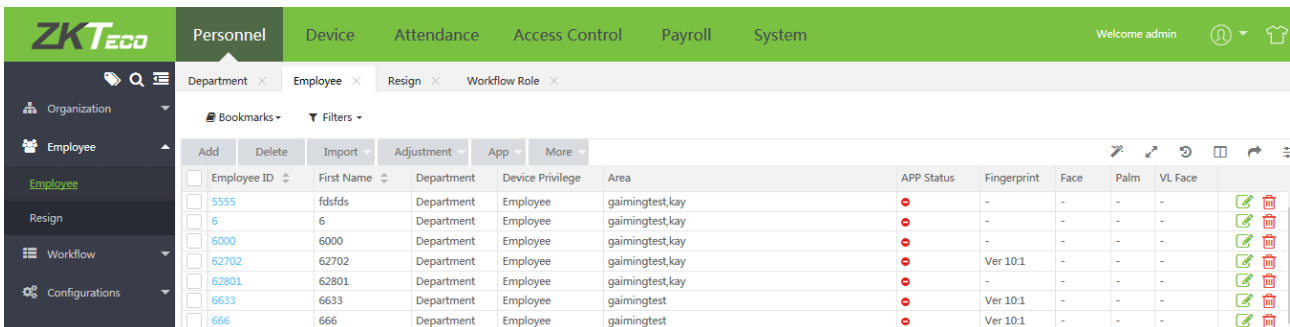 ZKTeco Personnel Device Attendance Access Control Payroll System Welcome admin
Department Employee Resign Workflow Role
Organization
Bookmarks Filters
Employee
Add Delete Import Adjustment App More
Employee ID First Name Department Device Privilege Area APP Status Fingerprint Face Palm VL Face
Employee
5555 fdsfds Department Employee gaimingtest,kay - - - -
Resign
6 6 Department Employee gaimingtest,kay - - - -
6000 6000 Department Employee gaimingtest,kay - - - -
Workflow
62702 62702 Department Employee gaimingtest,kay Ver 10:1 - - -
62801 62801 Department Employee gaimingtest,kay - - - -
Configurations
6633 6633 Department Employee gaimingtest Ver 10:1 - - -
666 666 Department Employee gaimingtest Ver 10:1 - - -